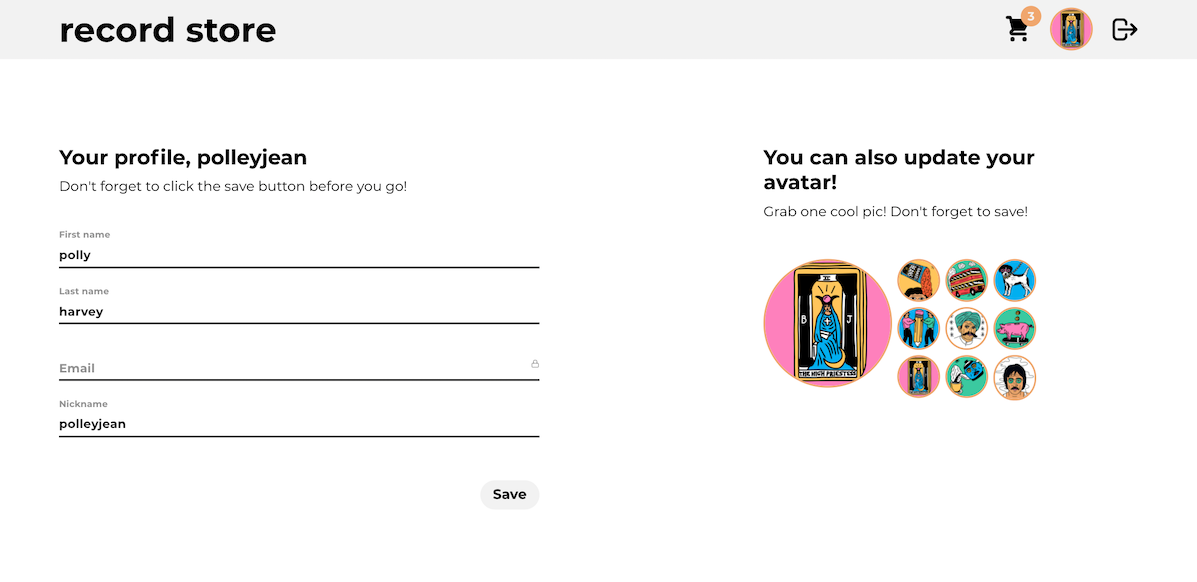 record store
3
Your profile, polleyjean
Don't forget to click the save button before you go!
First name
polly
Last name
harvey
Email
Nickname
polleyjean
Save
You can also update your
avatar!
Grab one cool pic! Don't forget to save!
II
B J
THE HIGH PRIESTESS